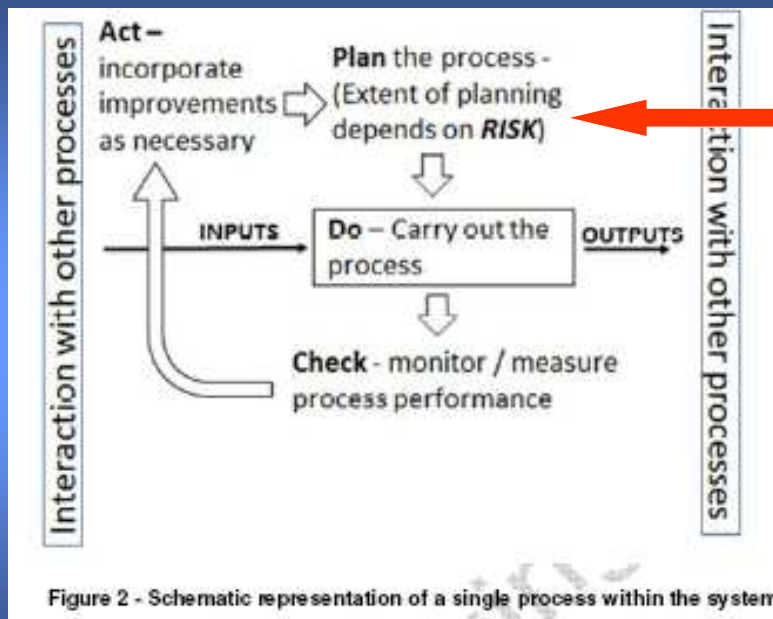 Interaction with other processes
Act –
incorporate
improvements
as necessary
Plan the process -
(Extent of planning
depends on RISK)
INPUTS
Do – Carry out the
process
OUTPUTS
Check - monitor / measure
process performance
Interaction with other processes
Figure 2 - Schematic representation of a single process within the system